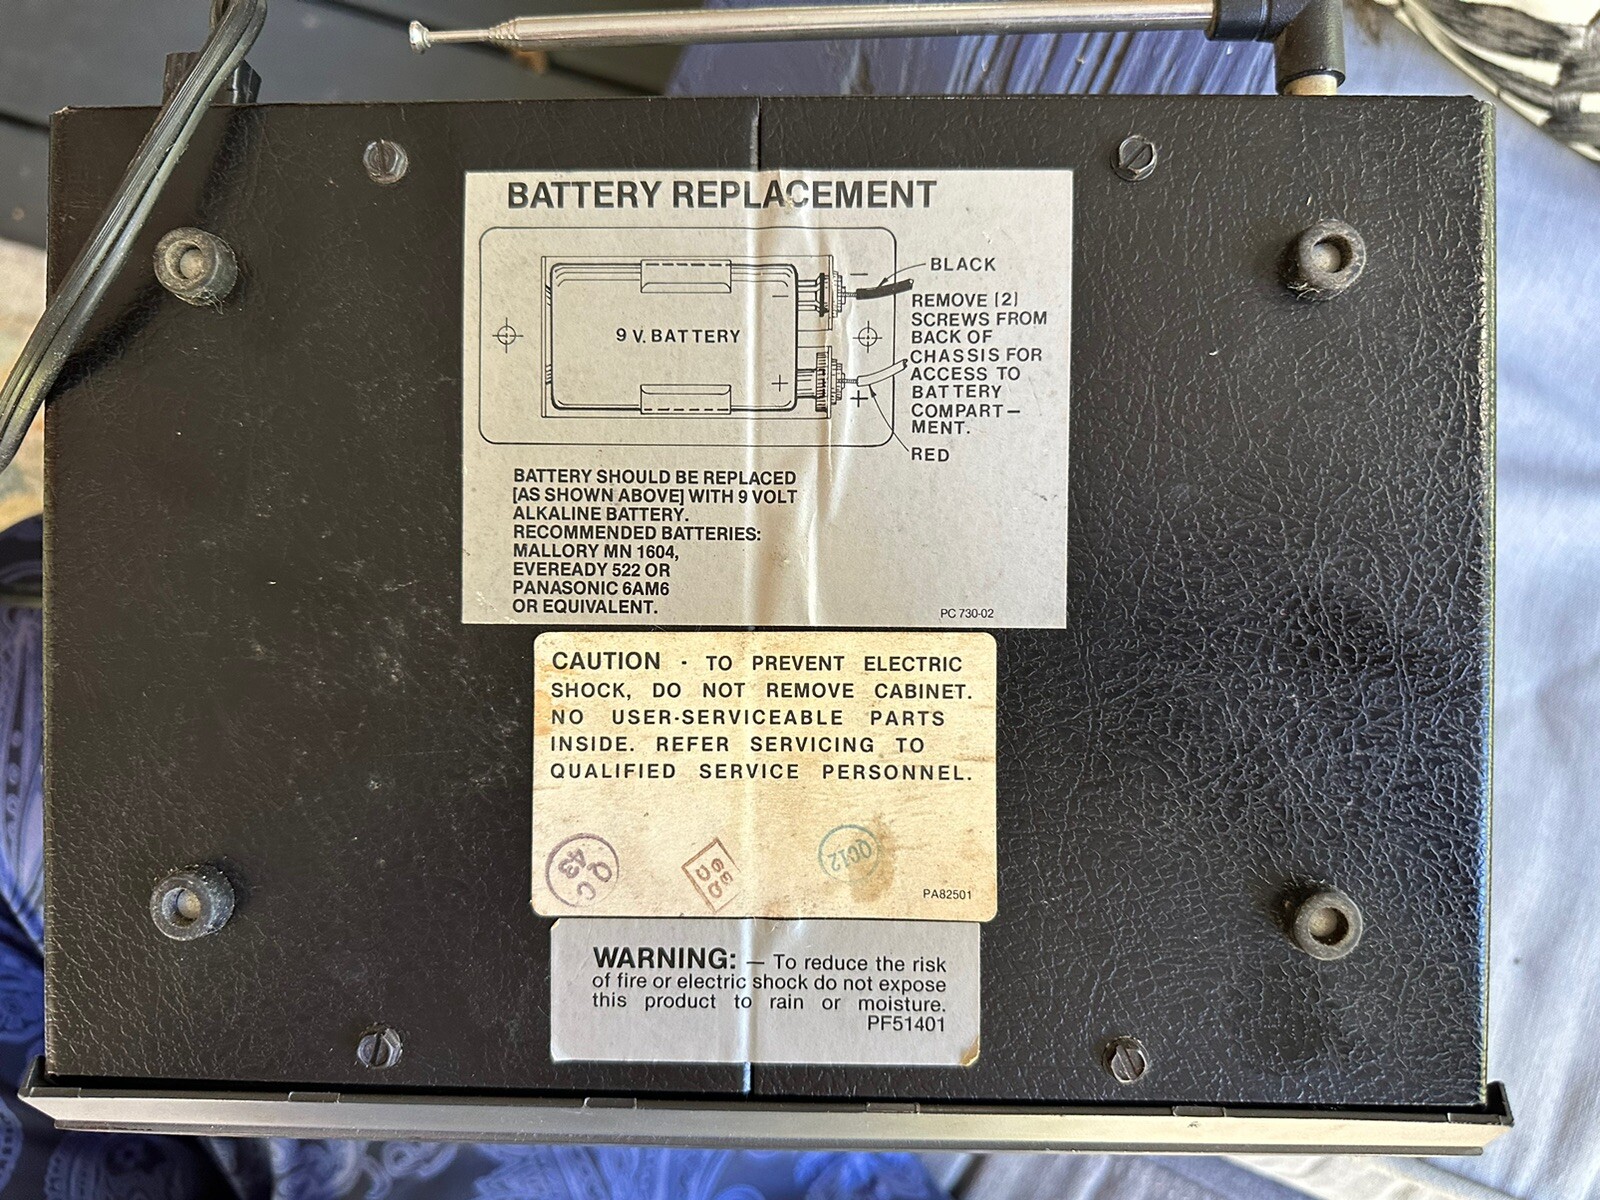 BATTERY REPLACEMENT
BLACK
−
REMOVE (2)
SCREWS FROM
BACK OF
CHASSIS FOR
ACCESS TO
BATTERY
COMPART—
MENT.
−
9 V. BATTERY
+
+
RED
BATTERY SHOULD BE REPLACED
[AS SHOWN ABOVE] WITH 9 VOLT
ALKALINE BATTERY.
RECOMMENDED BATTERIES:
MALLORY MN 1604,
EVEREADY 522 OR
PANASONIC 6AM6
OR EQUIVALENT.
PC 730-02
CAUTION - TO PREVENT ELECTRIC
SHOCK, DO NOT REMOVE CABINET.
NO USER-SERVICEABLE PARTS
INSIDE. REFER SERVICING TO
QUALIFIED SERVICE PERSONNEL.
QC
43
QC12
PA82501
WARNING: — To reduce the risk
of fire or electric shock do not expose
this product to rain or moisture.
PF51401